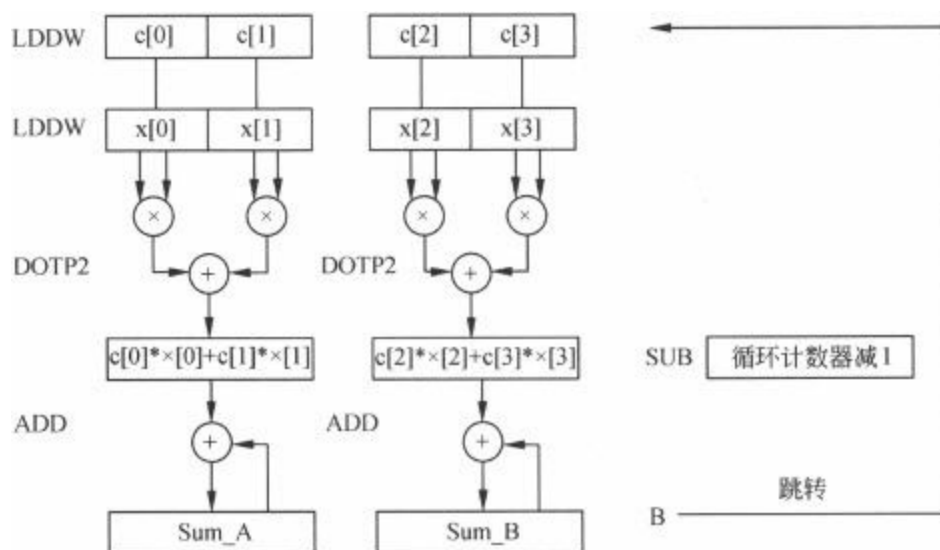 LDDW c[0] c[1] c[2] c[3]
LDDW x[0] x[1] x[2] x[3]
× × × ×
DOTP2 + DOTP2 +
c[0]*×[0]+c[1]*×[1] c[2]*×[2]+c[3]*×[3] SUB 循环计数器减1
ADD + ADD +
跳转
Sum_A Sum_B B